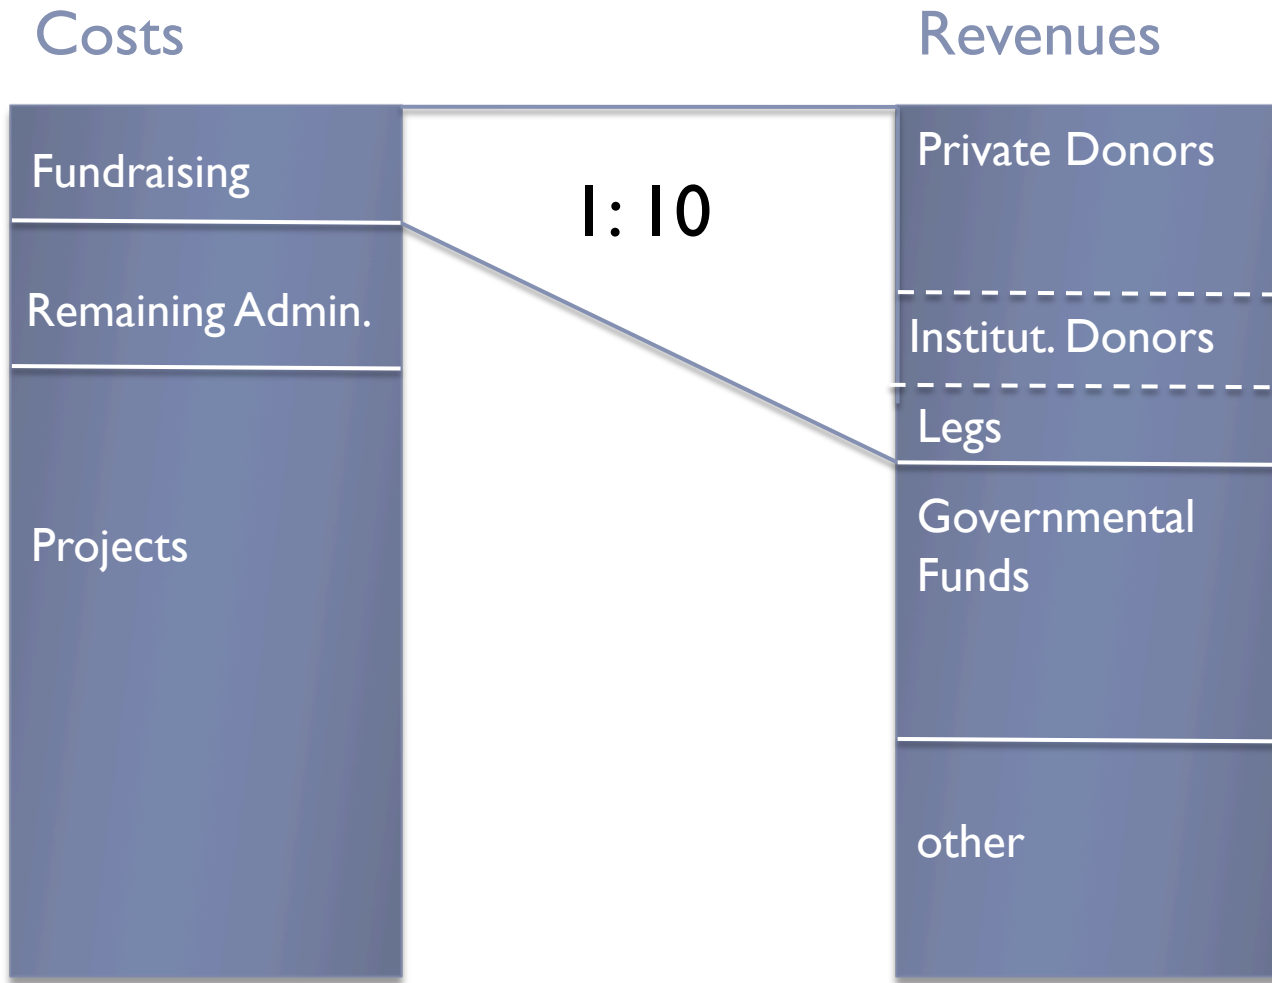 Costs
Revenues
Fundraising
Remaining Admin.
Projects
1: 10
Private Donors
Institut. Donors
Legs
Governmental
Funds
other